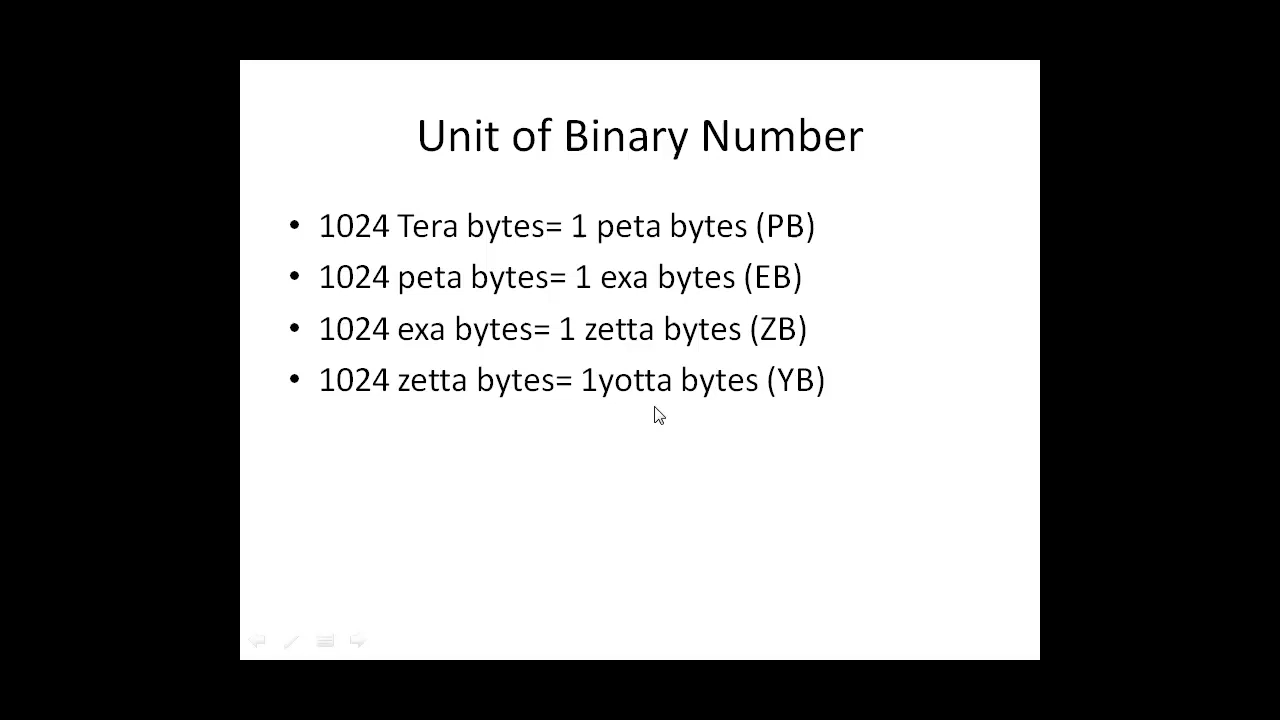 Unit of Binary Number
• 1024 Tera bytes= 1 peta bytes (PB)
• 1024 peta bytes= 1 exa bytes (EB)
• 1024 exa bytes= 1 zetta bytes (ZB)
• 1024 zetta bytes= 1yotta bytes (YB)